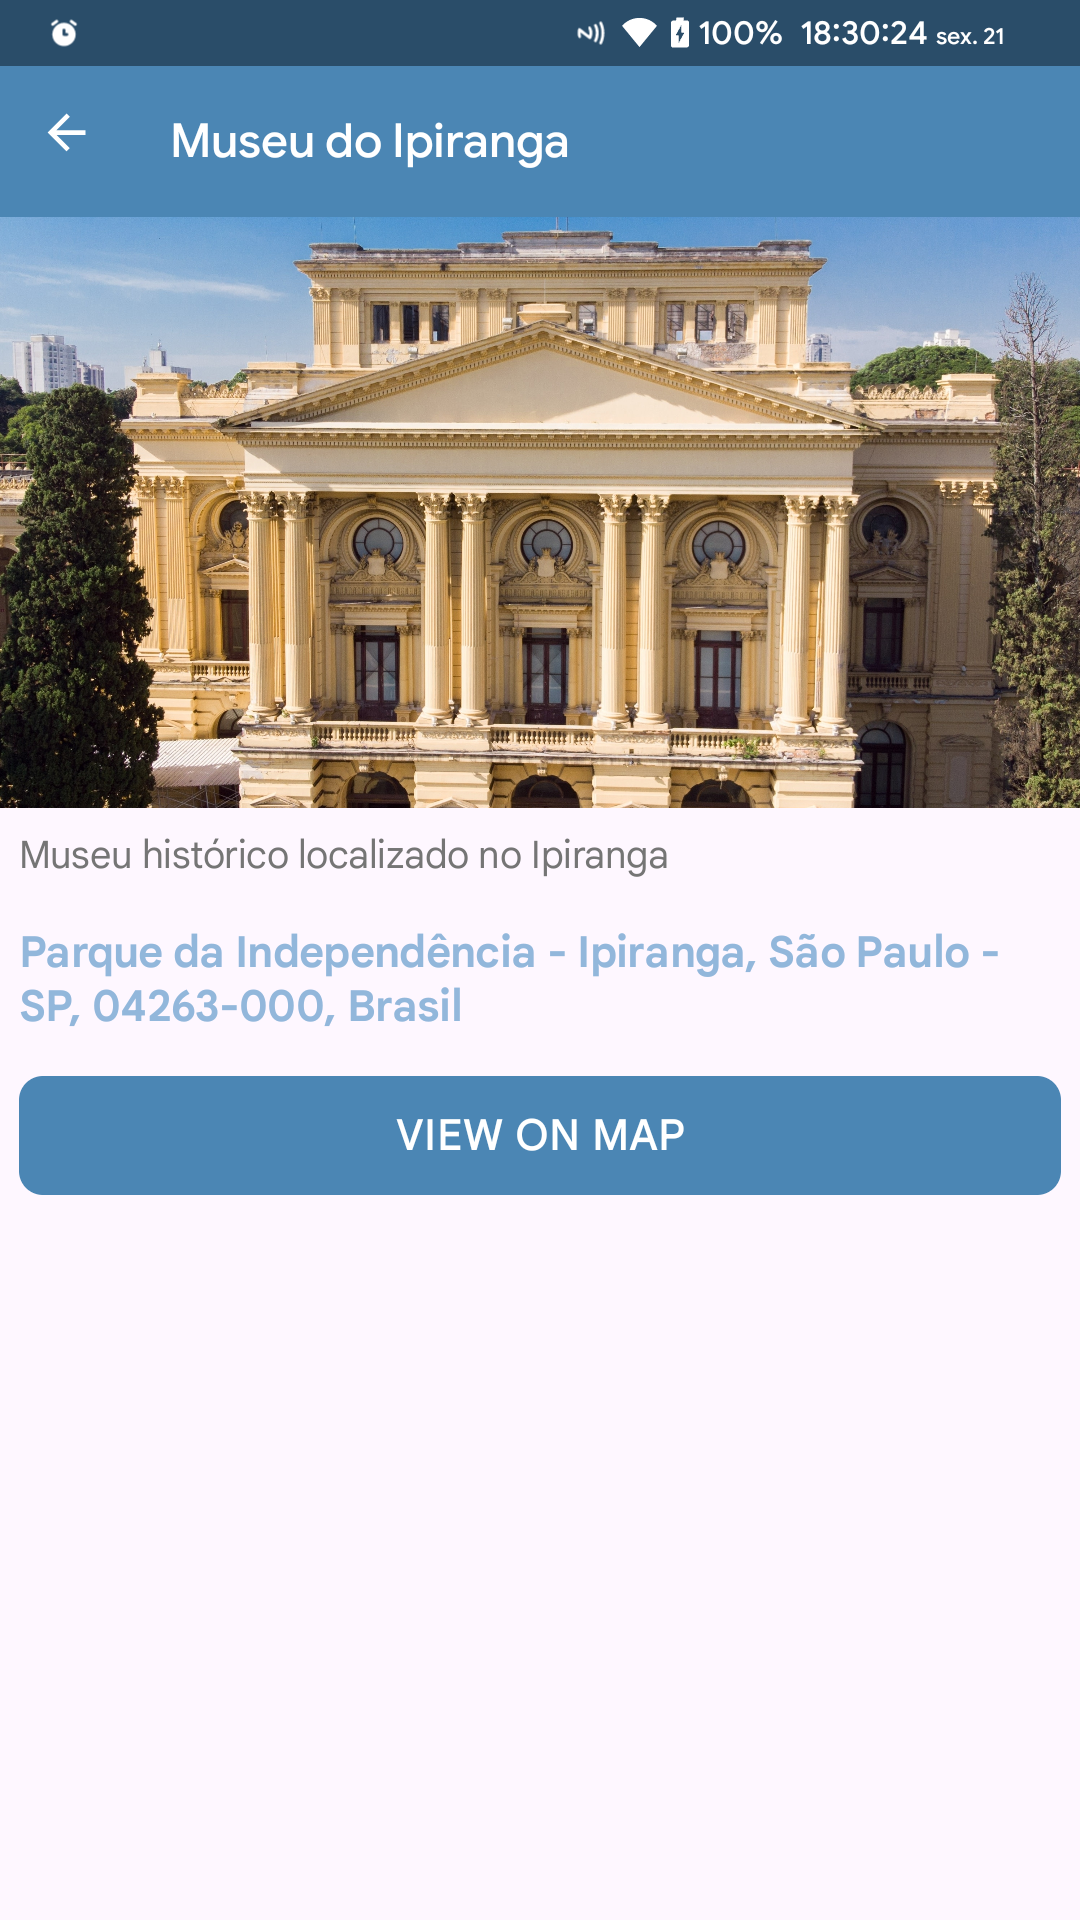 100% 18:30:24 sex. 21
Museu do Ipiranga
Museu histórico localizado no Ipiranga
Parque da Independência - Ipiranga, São Paulo -
SP, 04263-000, Brasil
VIEW ON MAP